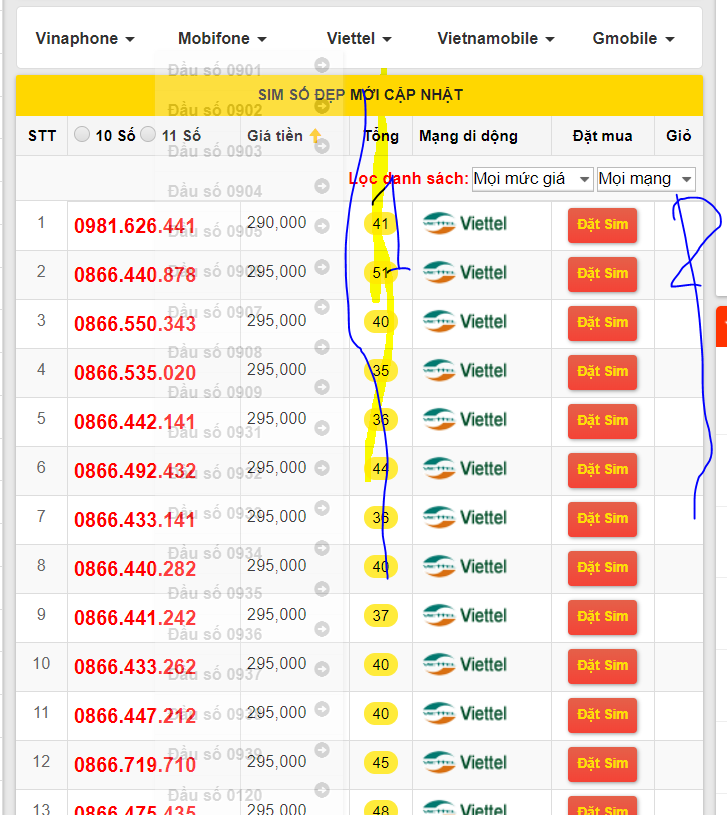 Vinaphone Mobifone Viettel Vietnamobile Gmobile
Đầu số 0901
SIM SỐ ĐẸP MỚI CẬP NHẬT
Đầu số 0902
STT 10 Số 11 Số Giá tiền Tổng Mạng di động Đặt mua Giỏ
Đầu số 0903
Lọc danh sách: Mọi mức giá Mọi mạng
Đầu số 0904
1 0981.626.441 290,000 41 Viettel Đặt Sim
Đầu số 0905
2 0866.440.878 295,000 51 Viettel Đặt Sim
Đầu số
3 0866.550.343 295,000 40 Viettel Đặt Sim
Đầu số 0907
Đầu số 0908
4 0866.535.020 295,000 35 Viettel Đặt Sim
Đầu số 0909
5 0866.442.141 295,000 36 Viettel Đặt Sim
Đầu số 0931
6 0866.492.432 295,000 44 Viettel Đặt Sim
Đầu số 0932
7 0866.433.141 295,000 36 Viettel Đặt Sim
Đầu số
Đầu số 0934
8 0866.440.282 295,000 40 Viettel Đặt Sim
Đầu số 0935
9 0866.441.242 295,000 37 Viettel Đặt Sim
Đầu số 0936
10 0866.433.262 295,000 40 Viettel Đặt Sim
Đầu số 0937
11 0866.447.212 295,000 40 Viettel Đặt Sim
Đầu số
12 0866.719.710 295,000 45 Viettel Đặt Sim
Đầu số 0939
Đầu số 0120
13 0866.475.435 295,000 48 Viettel Đặt Sim